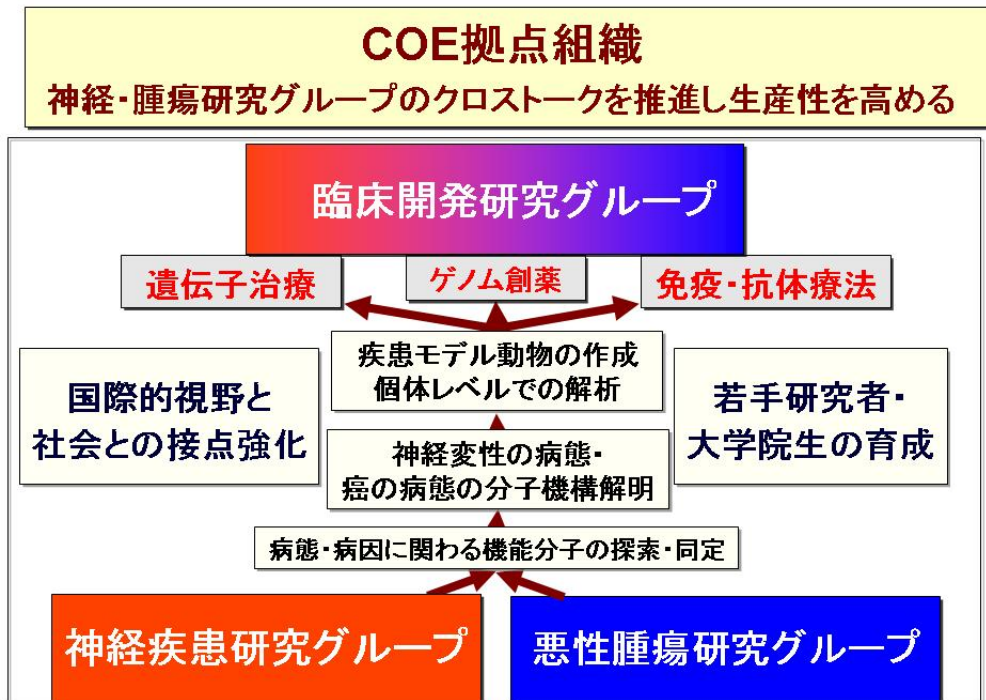 COE拠点組織
神経・腫瘍研究グループのクロストークを推進し生産性を高める
臨床開発研究グループ
遺伝子治療
ゲノム創薬
免疫・抗体療法
疾患モデル動物の作成
個体レベルでの解析
国際的視野と
社会との接点強化
若手研究者・
大学院生の育成
神経変性の病態・
癌の病態の分子機構解明
病態・病因に関わる機能分子の探索・同定
神経疾患研究グループ
悪性腫瘍研究グループ